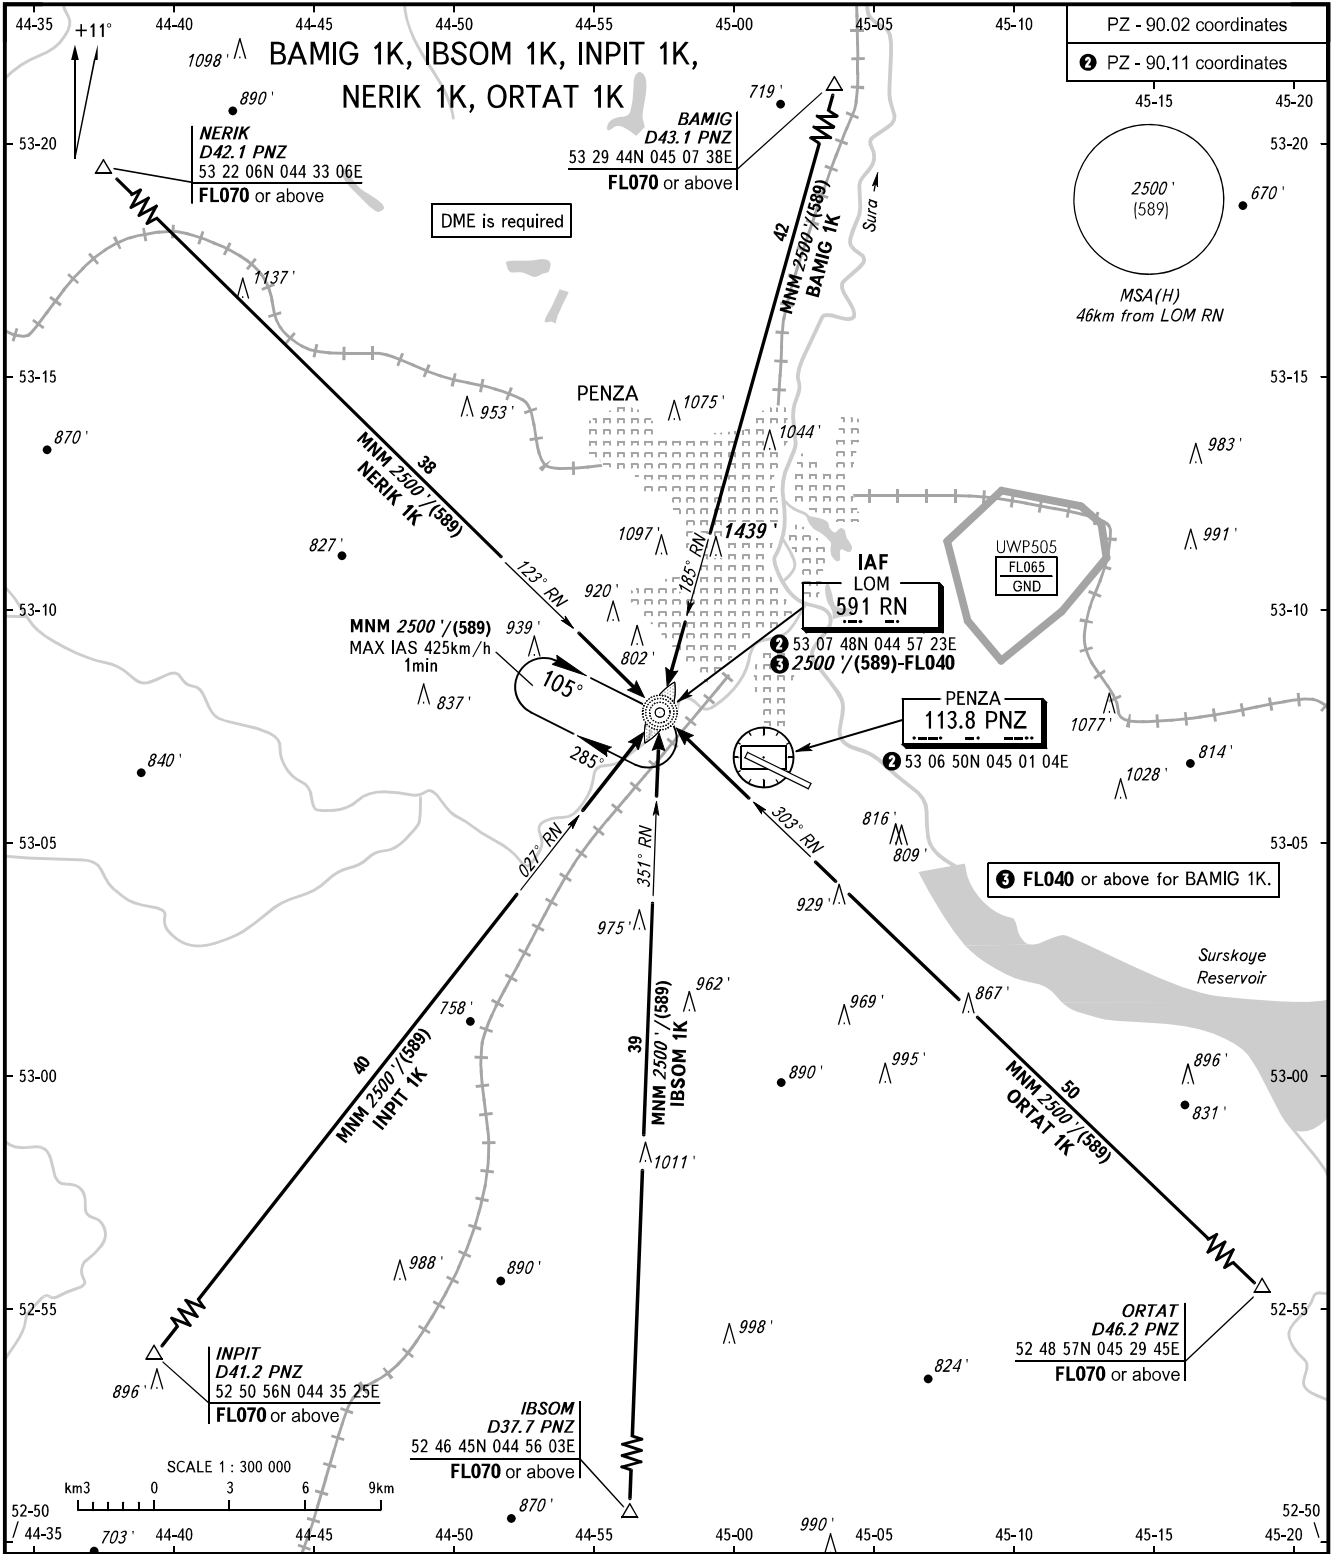 44-35
44-40
44-45
44-50
44-55
45-00
45-05
45-10
PZ - 90.02 coordinates
❷ PZ - 90.11 coordinates
45-15
45-20
+11°
BAMIG 1K, IBSOM 1K, INPIT 1K,
NERIK 1K, ORTAT 1K
1098'
890'
719'
NERIK
D42.1 PNZ
53 22 06N 044 33 06E
FL070 or above
BAMIG
D43.1 PNZ
53 29 44N 045 07 38E
FL070 or above
53-20
53-20
DME is required
2500'
(589)
670'
MSA(H)
46km from LOM RN
Sura
42
MNM 2500'/(589)
BAMIG 1K
1137'
53-15
53-15
PENZA
953'
1075'
1044'
983'
870'
38
MNM 2500'/(589)
NERIK 1K
827'
1097'
1439'
991'
123° RN
185° RN
UWP505
FL065
GND
IAF
LOM
591 RN
❷ 53 07 48N 044 57 23E
❸ 2500'/(589)-FL040
53-10
53-10
920'
939'
802'
MNM 2500'/(589)
MAX IAS 425km/h
1min
105°
285°
837'
PENZA
113.8 PNZ
❷ 53 06 50N 045 01 04E
1077'
814'
1028'
840'
816'
809'
303° RN
027° RN
351° RN
53-05
53-05
❸ FL040 or above for BAMIG 1K.
929'
975'
Surskoye
Reservoir
962'
969'
867'
758'
40
MNM 2500'/(589)
INPIT 1K
39
MNM 2500'/(589)
IBSOM 1K
50
MNM 2500'/(589)
ORTAT 1K
890'
995'
896'
831'
53-00
53-00
1011'
988'
890'
998'
824'
52-55
52-55
ORTAT
D46.2 PNZ
52 48 57N 045 29 45E
FL070 or above
INPIT
D41.2 PNZ
52 50 56N 044 35 25E
FL070 or above
896'
IBSOM
D37.7 PNZ
52 46 45N 044 56 03E
FL070 or above
SCALE 1 : 300 000
km3
0
3
6
9km
870'
990'
703'
52-50
52-50
44-35
44-40
44-45
44-50
44-55
45-00
45-05
45-10
45-15
45-20